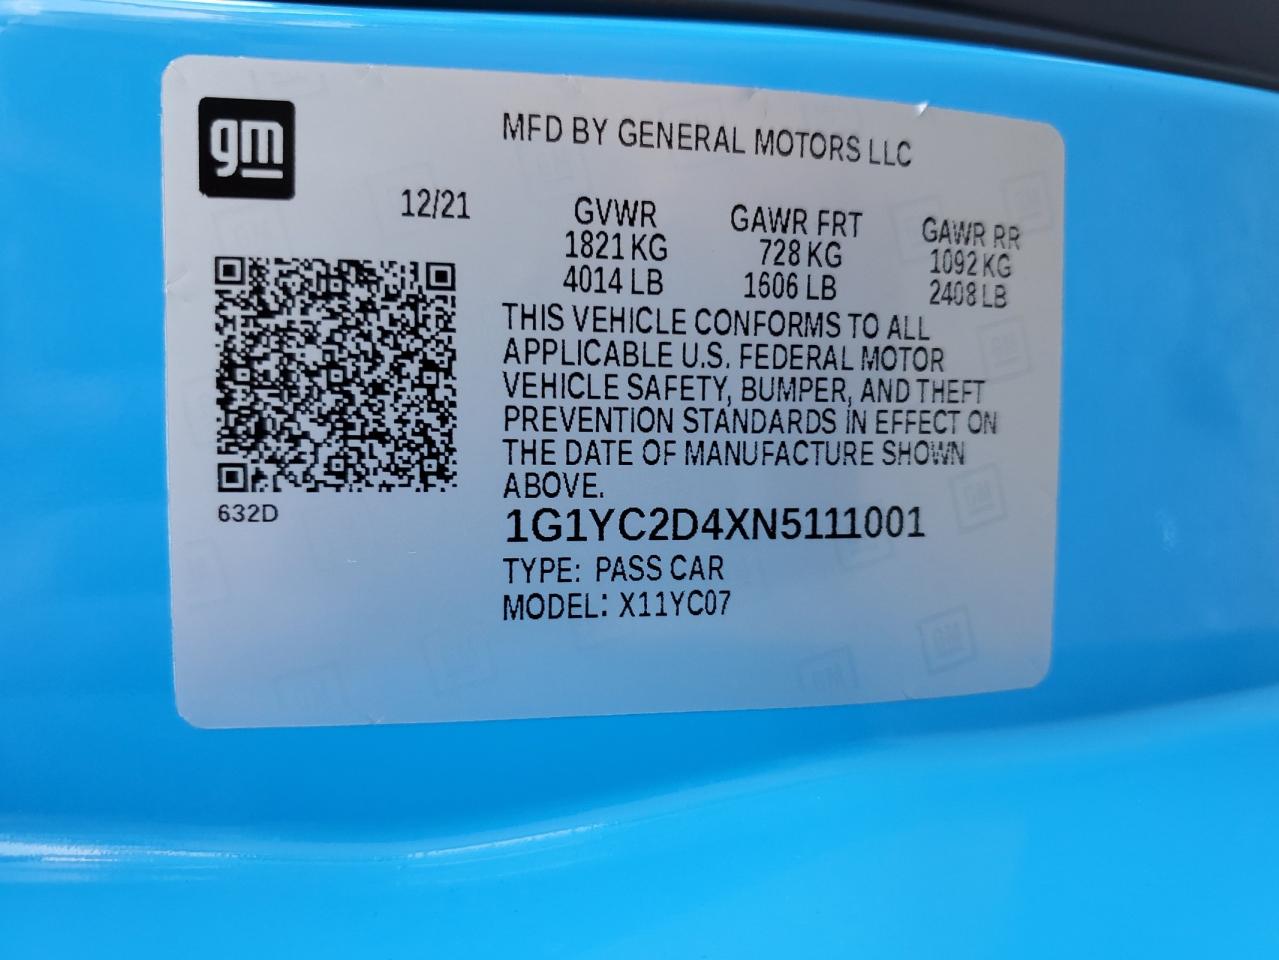 gm
MFD BY GENERAL MOTORS LLC
12/21
GVWR
1821 KG
4014 LB
GAWR FRT
728 KG
1606 LB
GAWR RR
1092 KG
2408 LB
THIS VEHICLE CONFORMS TO ALL
APPLICABLE U.S. FEDERAL MOTOR
VEHICLE SAFETY, BUMPER, AND THEFT
PREVENTION STANDARDS IN EFFECT ON
THE DATE OF MANUFACTURE SHOWN
ABOVE.
632D
1G1YC2D4XN5111001
TYPE: PASS CAR
MODEL: X11YC07